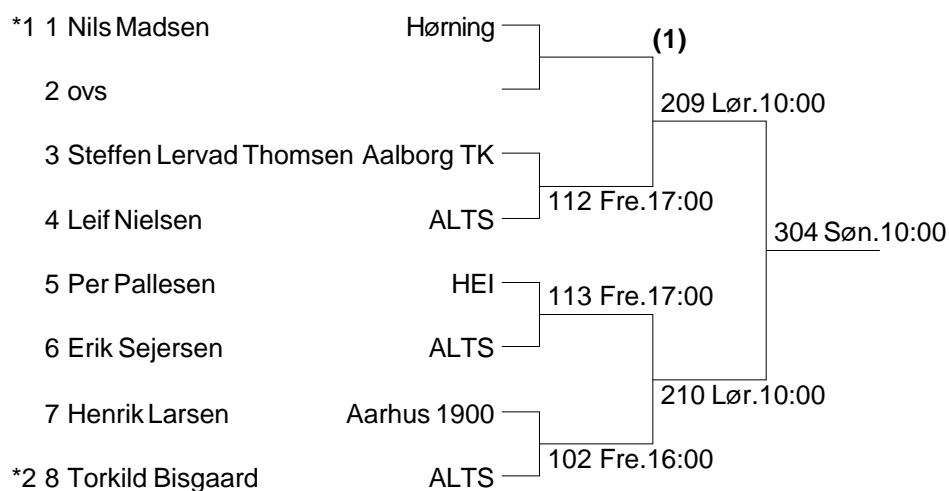 *1 1 Nils Madsen Hørning
(1)
2 ovs
209 Lør.10:00
3 Steffen Lervad Thomsen Aalborg TK
112 Fre.17:00
4 Leif Nielsen ALTS
304 Søn.10:00
5 Per Pallesen HEI
113 Fre.17:00
6 Erik Sejersen ALTS
210 Lør.10:00
7 Henrik Larsen Aarhus 1900
102 Fre.16:00
*2 8 Torkild Bisgaard ALTS